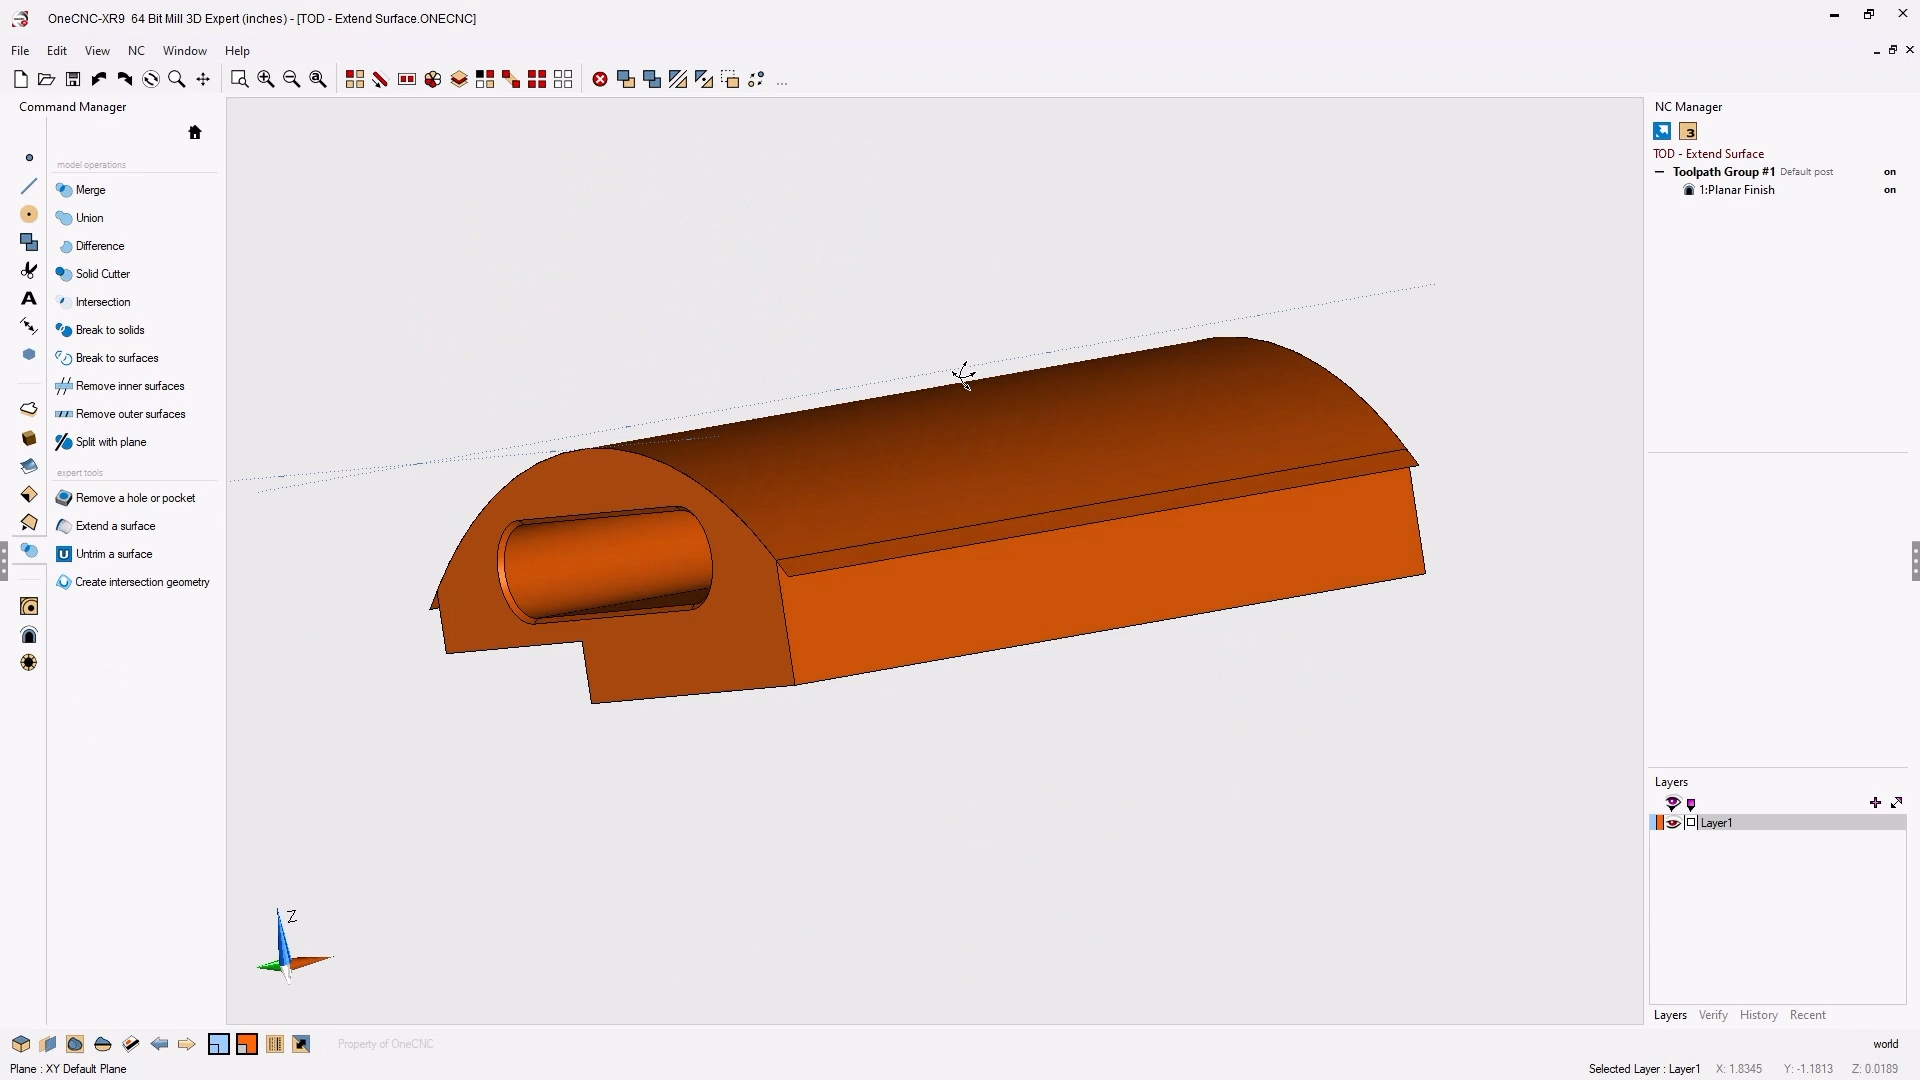 OneCNC-XR9 64 Bit Mill 3D Expert (inches) - [TOD - Extend Surface.ONECNC]
File Edit View NC Window Help
Command Manager
model operations
Merge
Union
Difference
Solid Cutter
Intersection
Break to solids
Break to surfaces
Remove inner surfaces
Remove outer surfaces
Split with plane
expert tools
Remove a hole or pocket
Extend a surface
Untrim a surface
Create intersection geometry
Z
NC Manager
TOD - Extend Surface
Toolpath Group #1 Default post on
1:Planar Finish on
Layers
Layer1
Layers Verify History Recent
Property of OneCNC
world
Plane : XY Default Plane
Selected Layer : Layer1 X: 1.8345 Y: -1.1813 Z: 0.0189